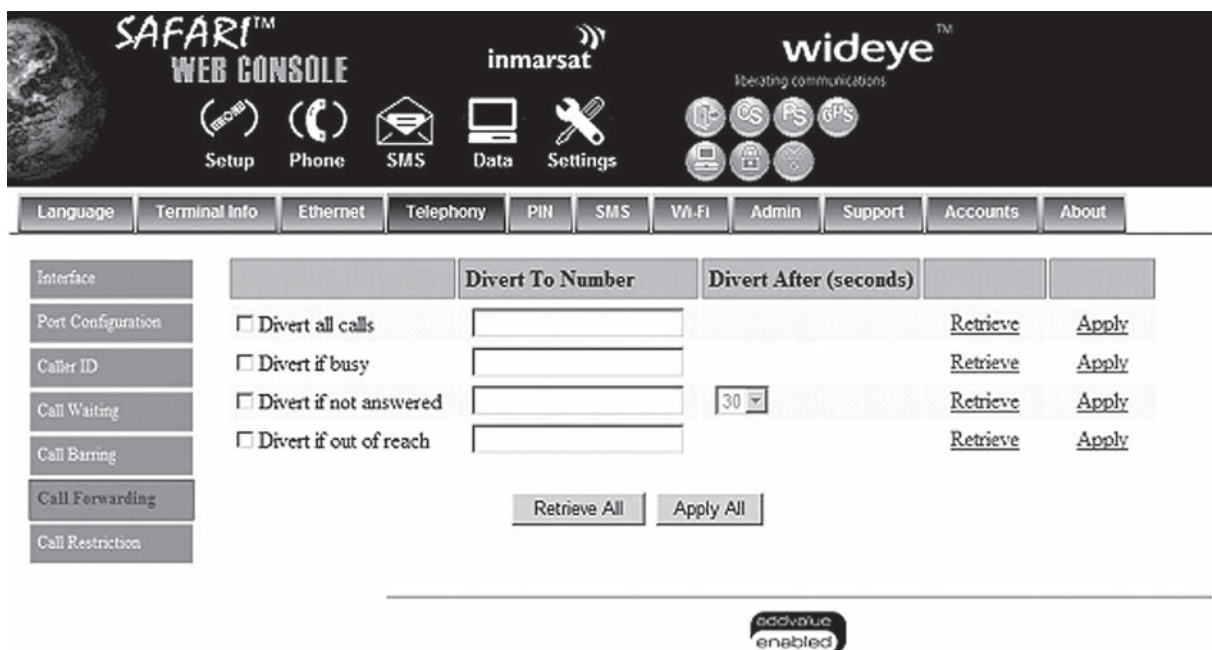 SAFARI™
WEB CONSOLE
inmarsat
wideye™
liberating communications
CS PS GPS
Setup Phone SMS Data Settings
Language Terminal Info Ethernet Telephony PIN SMS Wi-Fi Admin Support Accounts About
Interface
Port Configuration
Caller ID
Call Waiting
Call Barring
Call Forwarding
Call Restriction
Divert To Number Divert After (seconds)
Divert all calls Retrieve Apply
Divert if busy Retrieve Apply
Divert if not answered 30 Retrieve Apply
Divert if out of reach Retrieve Apply
Retrieve All Apply All
addvalue
enabled